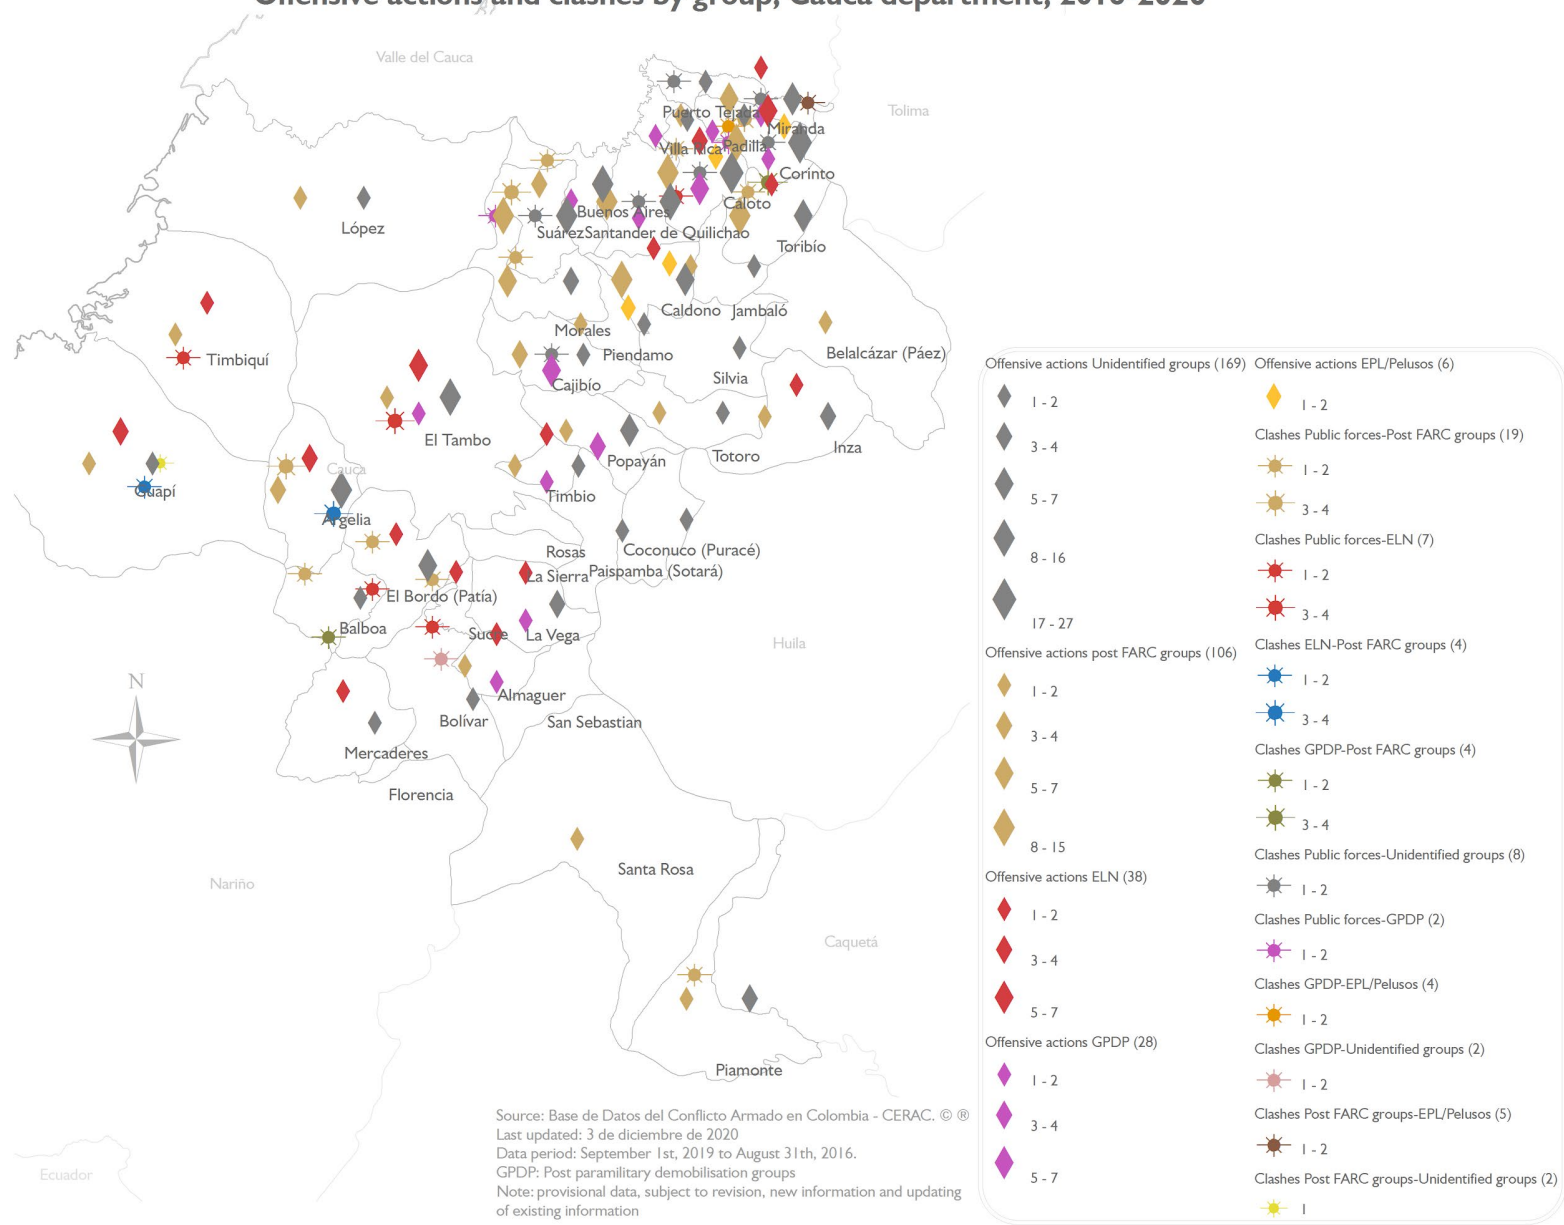 Offensive actions and clashes by group, Cauca department, 2016-2020
Valle del Cauca
Tolima
Puerto Tejada
Miranda
Villa Rica
Padilla
Corinto
Caloto
López
Buenos Aires
Suárez
Santander de Quilichao
Toribío
Caldono
Jambaló
Timbiquí
Morales
Piendamo
Belalcázar (Páez)
Silvia
Cajibío
El Tambo
Inza
Popayán
Totoro
Cauca
Guapí
Timbio
Argelia
Rosas
Coconuco (Puracé)
La Sierra
Paispamba (Sotará)
El Bordo (Patía)
Balboa
Sucre
La Vega
Huila
N
Almaguer
Bolívar
San Sebastian
Mercaderes
Florencia
Santa Rosa
Nariño
Caquetá
Piamonte
Ecuador
Source: Base de Datos del Conflicto Armado en Colombia - CERAC. © ®
Last updated: 3 de diciembre de 2020
Data period: September 1st, 2019 to August 31th, 2016.
GPDP: Post paramilitary demobilisation groups
Note: provisional data, subject to revision, new information and updating
of existing information
Offensive actions Unidentified groups (169)
1 - 2
3 - 4
5 - 7
8 - 16
17 - 27
Offensive actions post FARC groups (106)
1 - 2
3 - 4
5 - 7
8 - 15
Offensive actions ELN (38)
1 - 2
3 - 4
5 - 7
Offensive actions GPDP (28)
1 - 2
3 - 4
5 - 7
Offensive actions EPL/Pelusos (6)
1 - 2
Clashes Public forces-Post FARC groups (19)
1 - 2
3 - 4
Clashes Public forces-ELN (7)
1 - 2
3 - 4
Clashes ELN-Post FARC groups (4)
1 - 2
3 - 4
Clashes GPDP-Post FARC groups (4)
1 - 2
3 - 4
Clashes Public forces-Unidentified groups (8)
1 - 2
Clashes Public forces-GPDP (2)
1 - 2
Clashes GPDP-EPL/Pelusos (4)
1 - 2
Clashes GPDP-Unidentified groups (2)
1 - 2
Clashes Post FARC groups-EPL/Pelusos (5)
1 - 2
Clashes Post FARC groups-Unidentified groups (2)
1